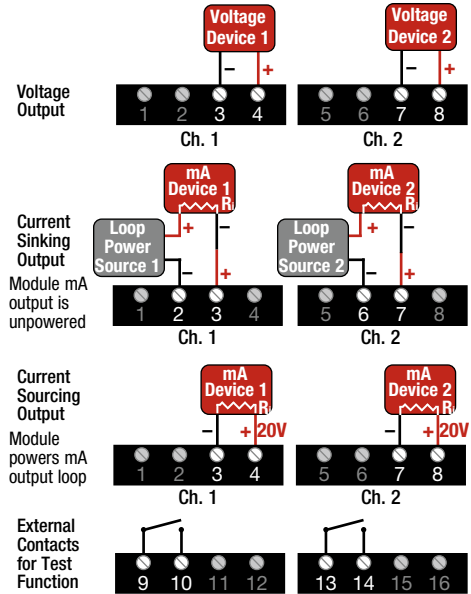 Voltage
Device 1
Voltage
Device 2
– +
– +
Voltage
Output
1 2 3 4
5 6 7 8
Ch. 1
Ch. 2
mA
Device 1
Ri
mA
Device 2
Ri
Current
Sinking
Output
Module mA
output is
unpowered
Loop
Power
Source 1
+ –
– +
Loop
Power
Source 2
+ –
– +
1 2 3 4
5 6 7 8
Ch. 1
Ch. 2
Current
Sourcing
Output
Module
powers mA
output loop
mA
Device 1
Ri
mA
Device 2
Ri
– + 20V
– + 20V
1 2 3 4
5 6 7 8
Ch. 1
Ch. 2
External
Contacts
for Test
Function
9 10 11 12
13 14 15 16